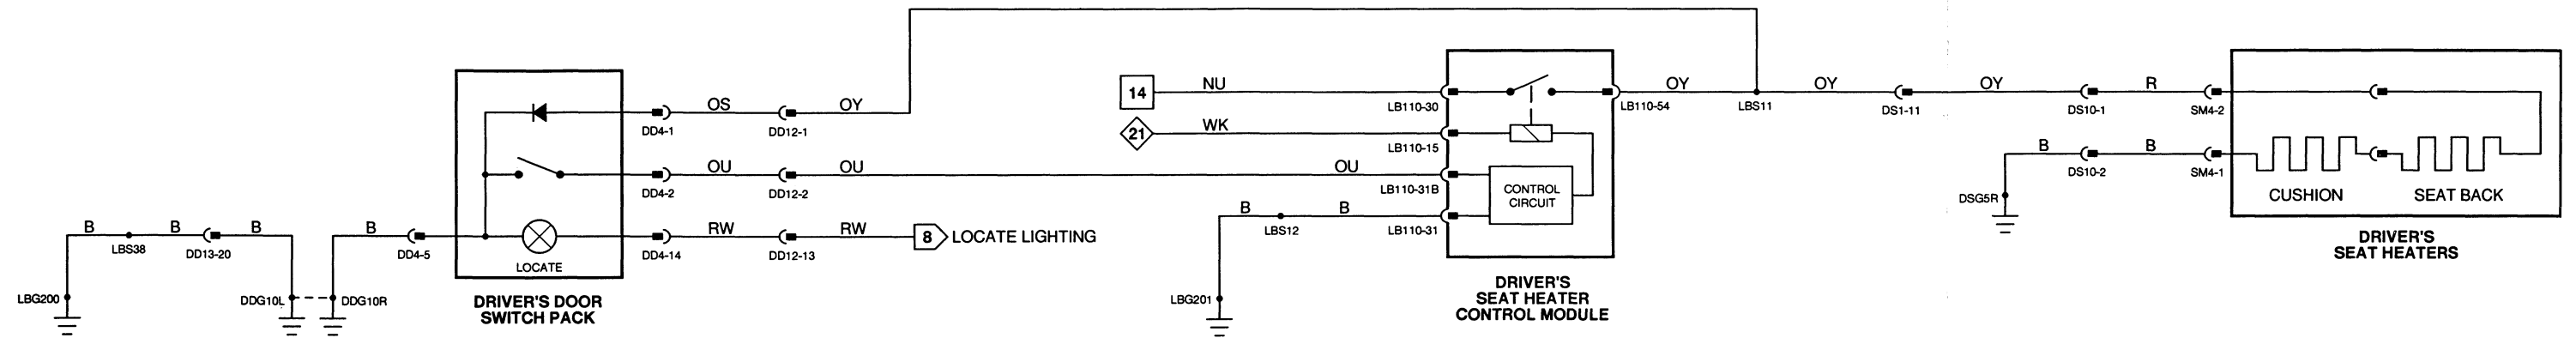 OS
OY
DD4-1
DD12-1
OU
OU
OU
DD4-2
DD12-2
RW
RW
DD4-14
DD12-13
8
LOCATE LIGHTING
B
B
B
LBS38
DD13-20
LBG200
DDG10L
DDG10R
B
DD4-5
LOCATE
DRIVER'S DOOR
SWITCH PACK
14
NU
LB110-30
21
WK
LB110-15
LB110-31B
B
B
LBS12
LB110-31
LBG201
CONTROL
CIRCUIT
DRIVER'S
SEAT HEATER
CONTROL MODULE
OY
LB110-54
LBS11
OY
DS1-11
OY
DS10-1
R
SM4-2
B
B
DS10-2
SM4-1
DSG5R
CUSHION
SEAT BACK
DRIVER'S
SEAT HEATERS